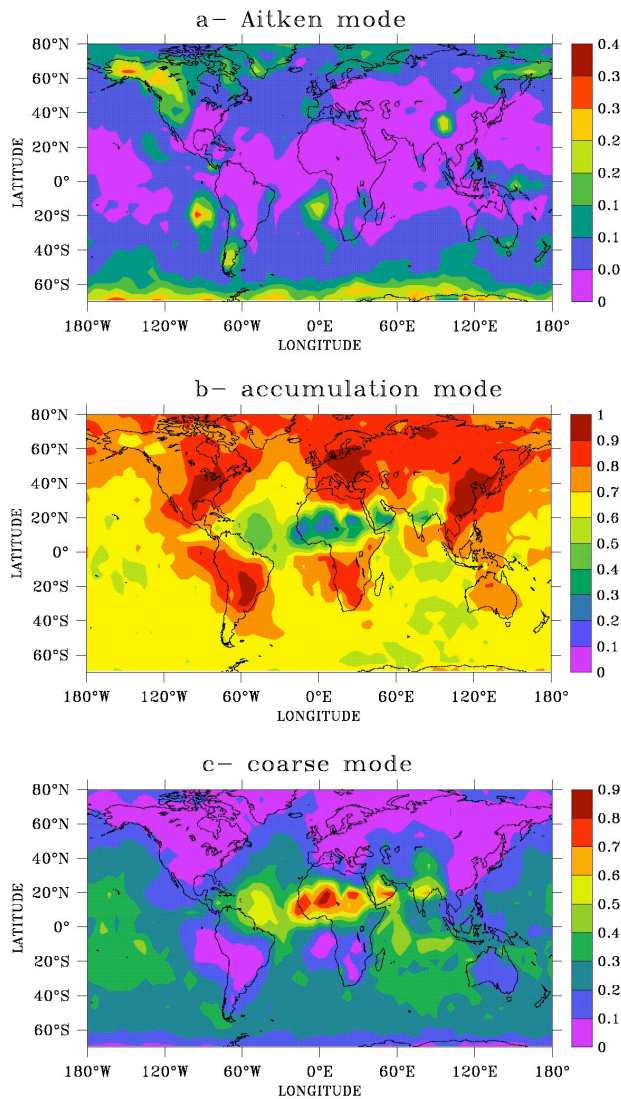 a– Aitken mode
80°N
60°N
40°N
20°N
0°
20°S
40°S
60°S
LATITUDE
180°W 120°W 60°W 0°E 60°E 120°E 180°
LONGITUDE
0.4
0.3
0.3
0.2
0.2
0.1
0.1
0.0
0
b– accumulation mode
80°N
60°N
40°N
20°N
0°
20°S
40°S
60°S
LATITUDE
180°W 120°W 60°W 0°E 60°E 120°E 180°
LONGITUDE
1
0.9
0.8
0.7
0.6
0.5
0.4
0.3
0.2
0.1
0
c– coarse mode
80°N
60°N
40°N
20°N
0°
20°S
40°S
60°S
LATITUDE
180°W 120°W 60°W 0°E 60°E 120°E 180°
LONGITUDE
0.9
0.8
0.7
0.6
0.5
0.4
0.3
0.2
0.1
0